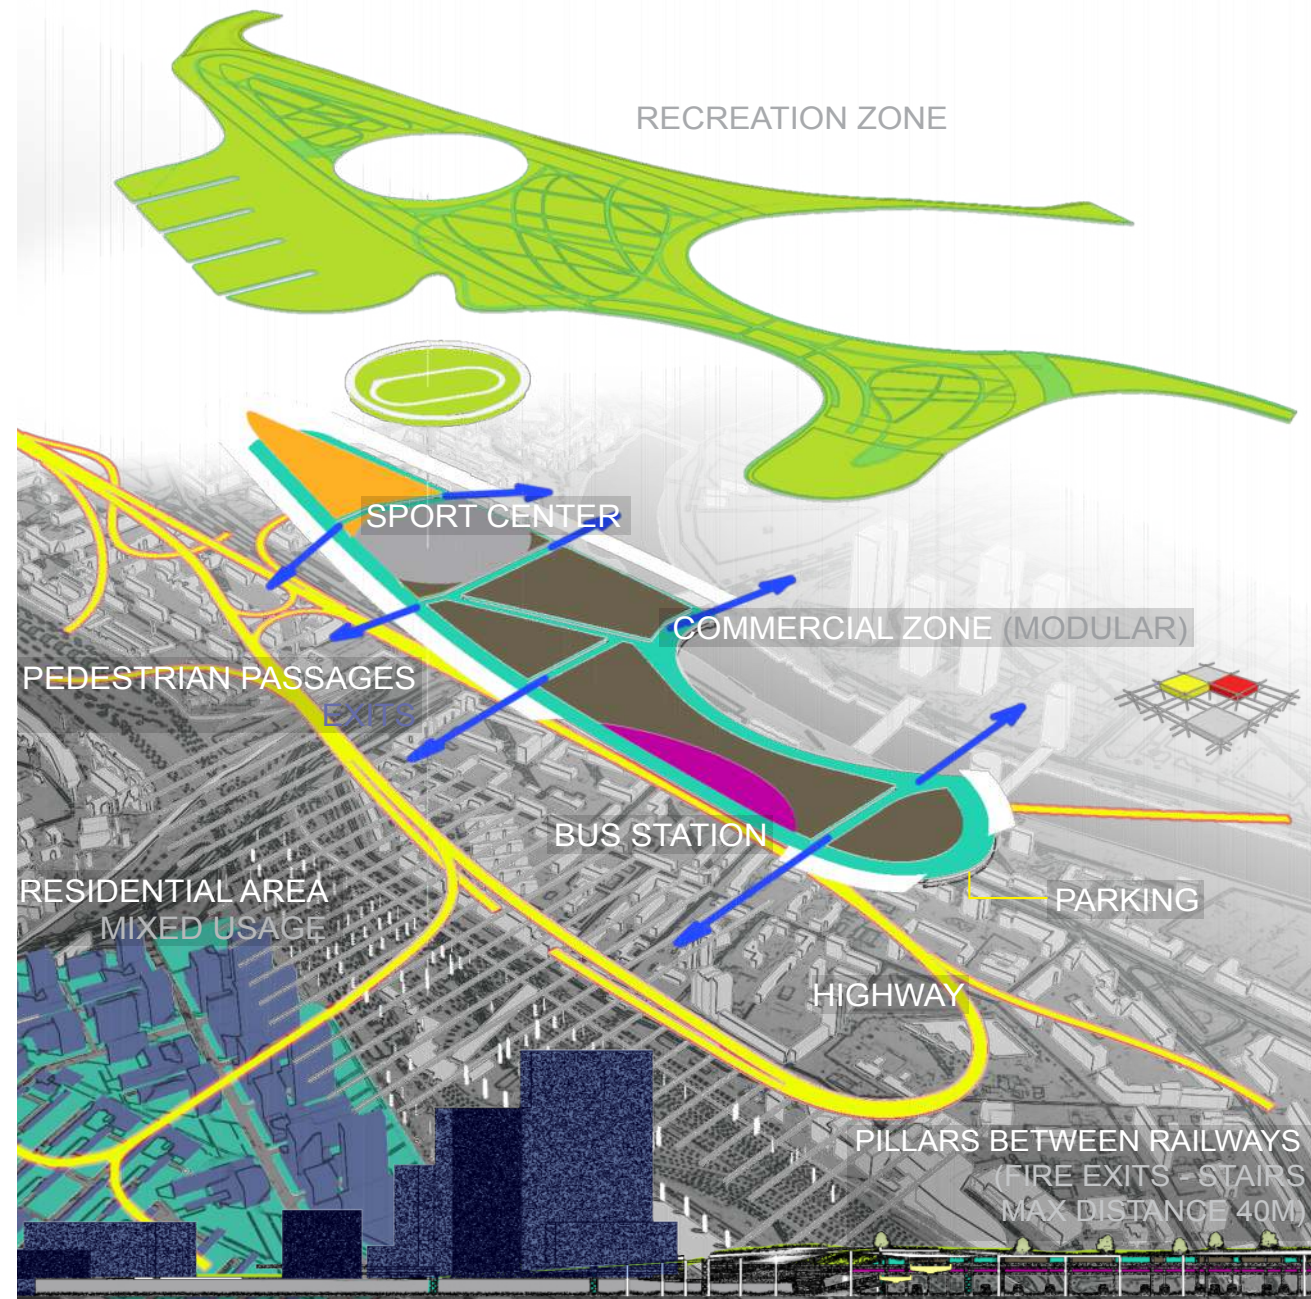 RECREATION ZONE
SPORT CENTER
COMMERCIAL ZONE (MODULAR)
PEDESTRIAN PASSAGES
EXITS
BUS STATION
RESIDENTIAL AREA
MIXED USAGE
PARKING
HIGHWAY
PILLARS BETWEEN RAILWAYS
(FIRE EXITS - STAIRS
MAX DISTANCE 40M)